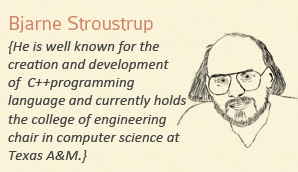 Bjarne Stroustrup
{He is well known for the
creation and development
of  C++programming
language and currently holds
the college of engineering
chair in computer science at
Texas A&M.}